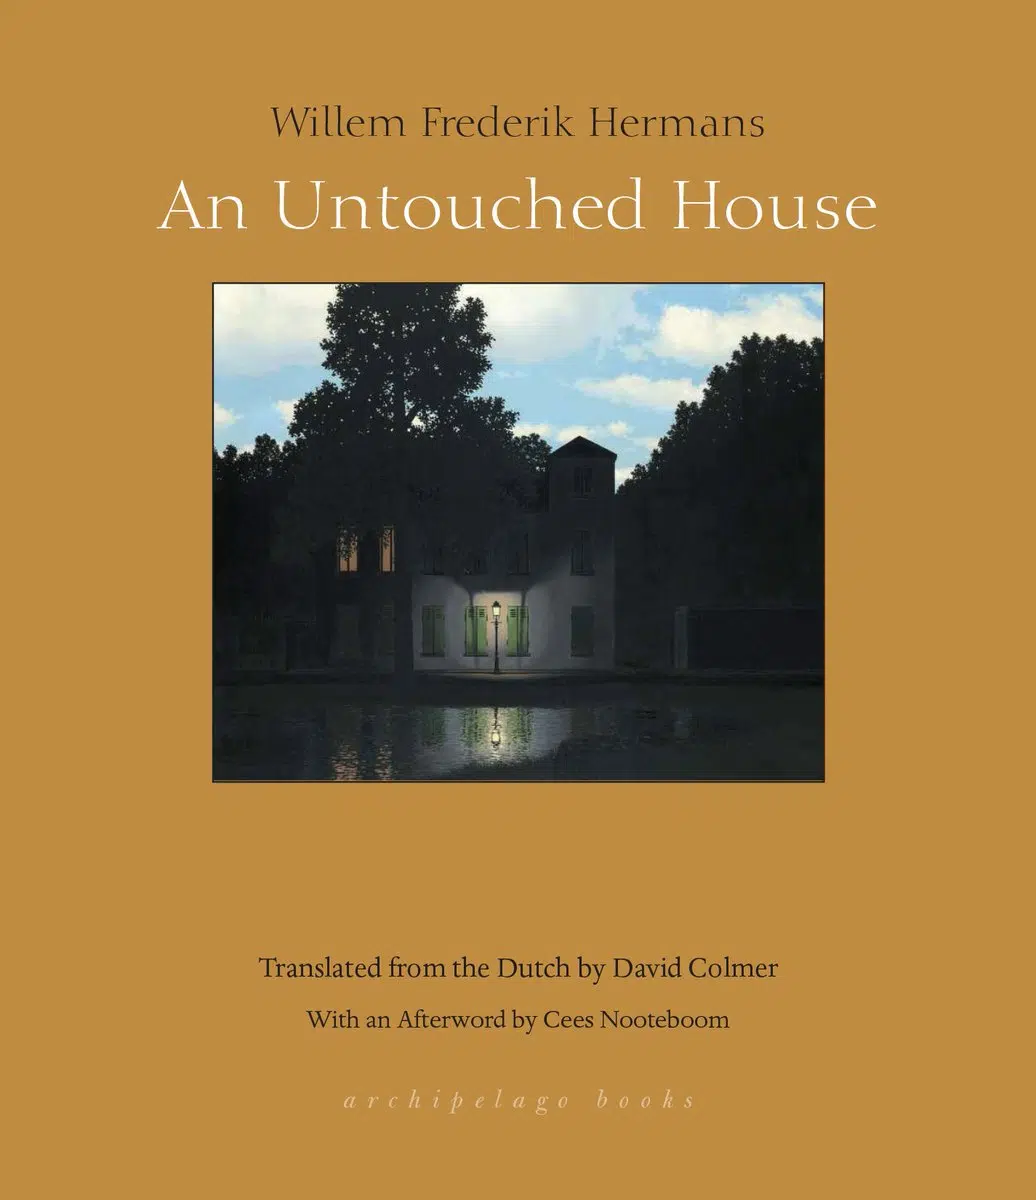 Willem Frederik Hermans
An Untouched House
Translated from the Dutch by David Colmer
With an Afterword by Cees Nooteboom
archipelago books